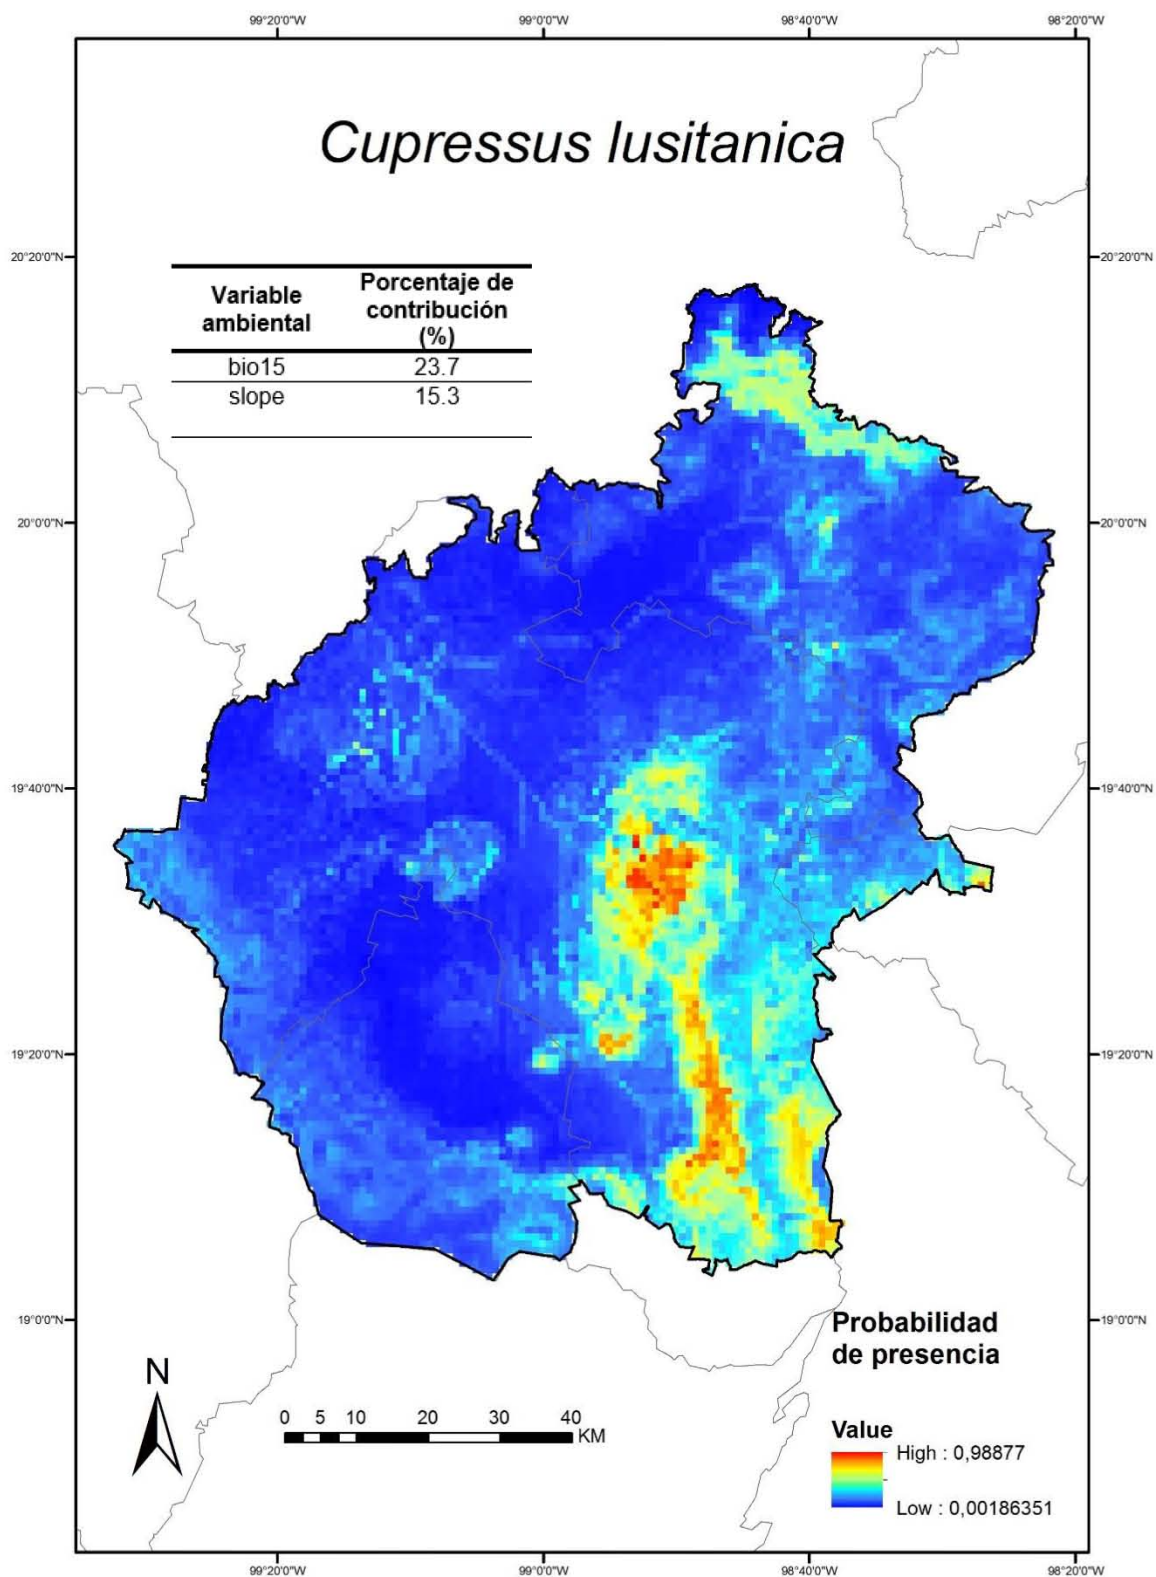 99°20'0"W 99°0'0"W 98°40'0"W 98°20'0"W
Cupressus lusitanica
20°20'0"N 20°20'0"N
Variable ambiental Porcentaje de contribución (%)
bio15 23.7
slope 15.3
20°0'0"N 20°0'0"N
19°40'0"N 19°40'0"N
19°20'0"N 19°20'0"N
19°0'0"N 19°0'0"N
Probabilidad
de presencia
N
0 5 10 20 30 40
KM
Value
High : 0,98877
Low : 0,00186351
99°20'0"W 99°0'0"W 98°40'0"W 98°20'0"W